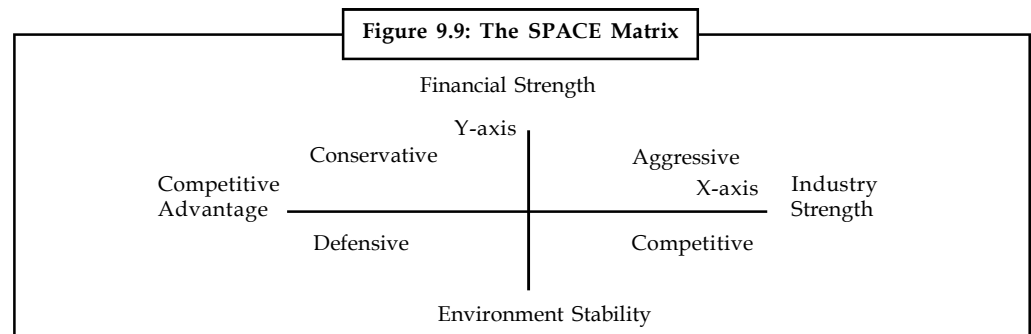 Figure 9.9: The SPACE Matrix
Financial Strength
Y-axis
Conservative
Aggressive
X-axis
Competitive
Advantage
Industry
Strength
Defensive
Competitive
Environment Stability